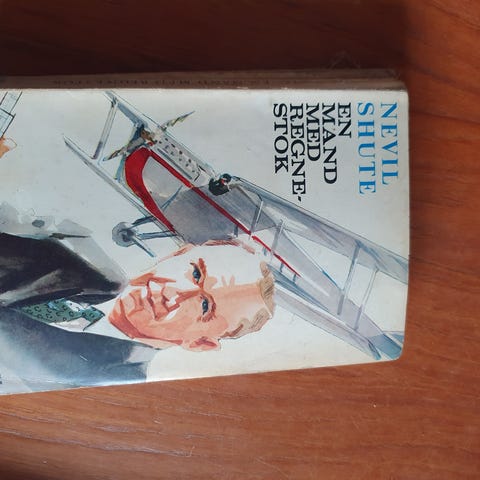 NEVIL
SHUTE
EN
MAND
MED
REGNE-
STOK